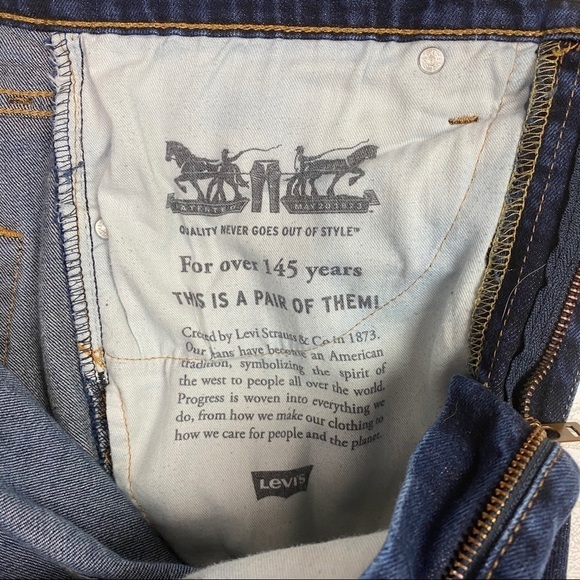 PATENTED MAY 20 1873
QUALITY NEVER GOES OUT OF STYLE™
For over 145 years
THIS IS A PAIR OF THEM!
Created by Levi Strauss & Co in 1873.
Our jeans have become an American
tradition, symbolizing the spirit of
the west to people all over the world.
Progress is woven into everything we
do, from how we make our clothing to
how we care for people and the planet.
LEVI'S